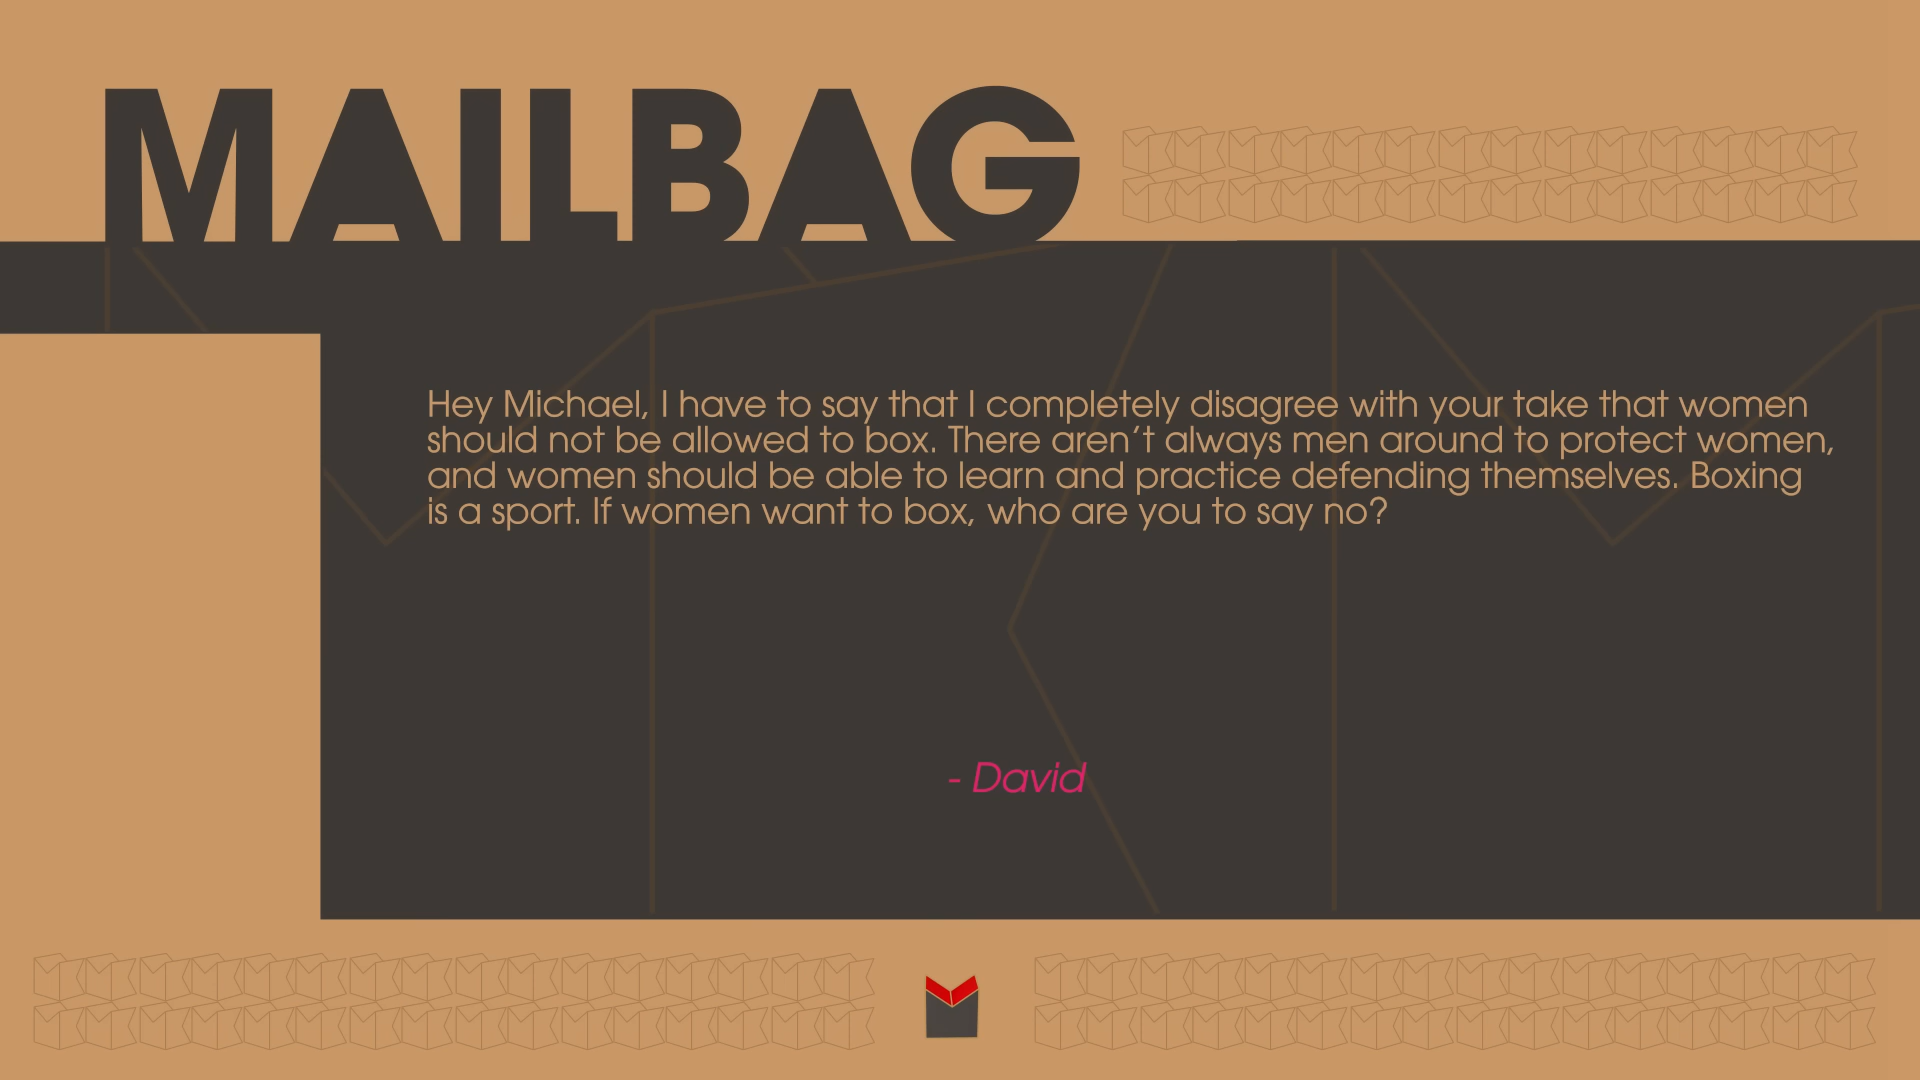 MAILBAG
Hey Michael, I have to say that I completely disagree with your take that women
should not be allowed to box. There aren’t always men around to protect women,
and women should be able to learn and practice defending themselves. Boxing
is a sport. If women want to box, who are you to say no?
- David